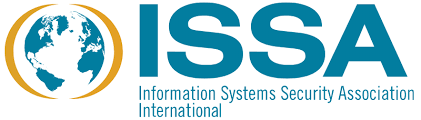 ISSA
Information Systems Security Association
International